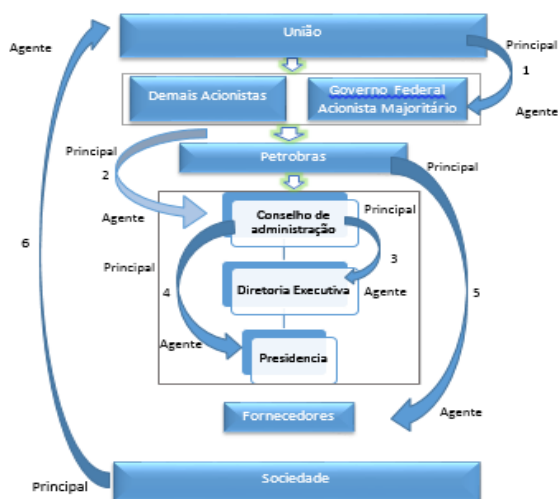 União
Agente
Principal
1
Demais Acionistas
Governo Federal
Acionista Majoritário
Agente
Principal
2
Petrobras
Principal
Agente
Conselho de
administração
Principal
6
Principal
3
4
Diretoria Executiva
Agente
5
Agente
Presidencia
Fornecedores
Agente
Sociedade
Principal